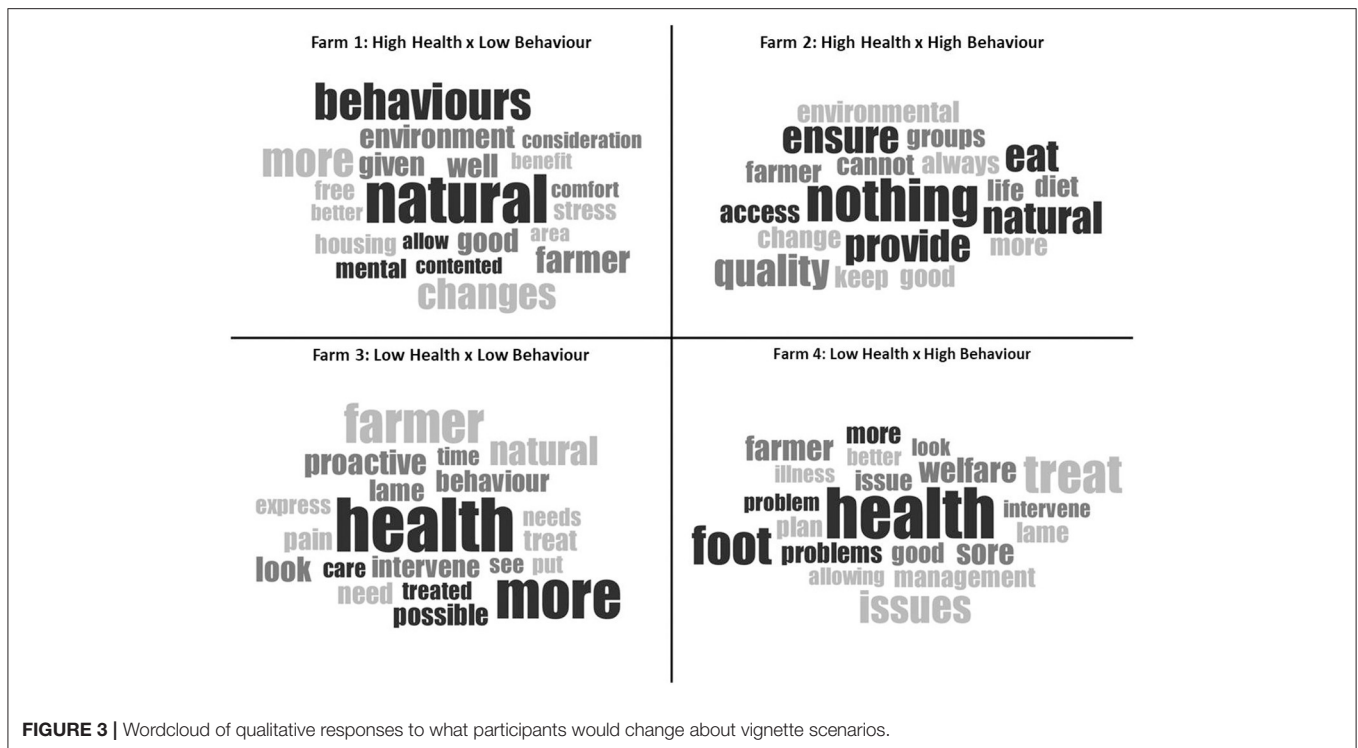 Farm 1: High Health x Low Behaviour
behaviours
environment consideration
more given well benefit
free natural comfort
better stress
housing allow good area
mental contented farmer
changes
Farm 2: High Health x High Behaviour
environmental
ensure groups eat
farmer cannot always
nothing life diet
access natural
change provide more
quality keep good
Farm 3: Low Health x Low Behaviour
farmer
proactive time natural
lame behaviour
express health needs
pain treat
look care intervene see put
need treated more
possible
Farm 4: Low Health x High Behaviour
more
farmer better look
illness issue welfare treat
problem health intervene
plan lame
foot problems good sore
allowing management
issues
FIGURE 3 | Wordcloud of qualitative responses to what participants would change about vignette scenarios.